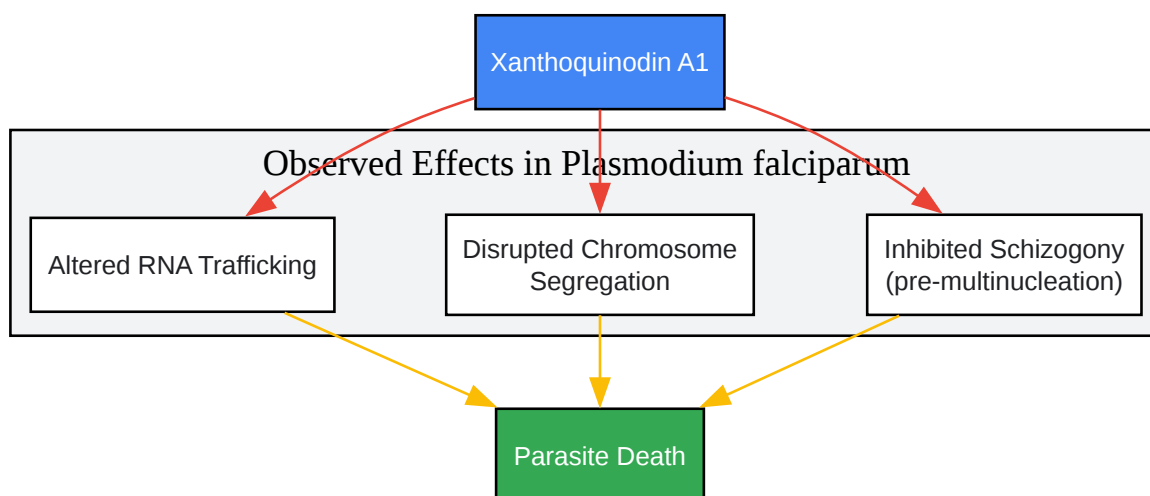 Xanthoquinodin A1
Observed Effects in Plasmodium falciparum
Altered RNA Trafficking
Disrupted Chromosome
Segregation
Inhibited Schizogony
(pre-multinucleation)
Parasite Death